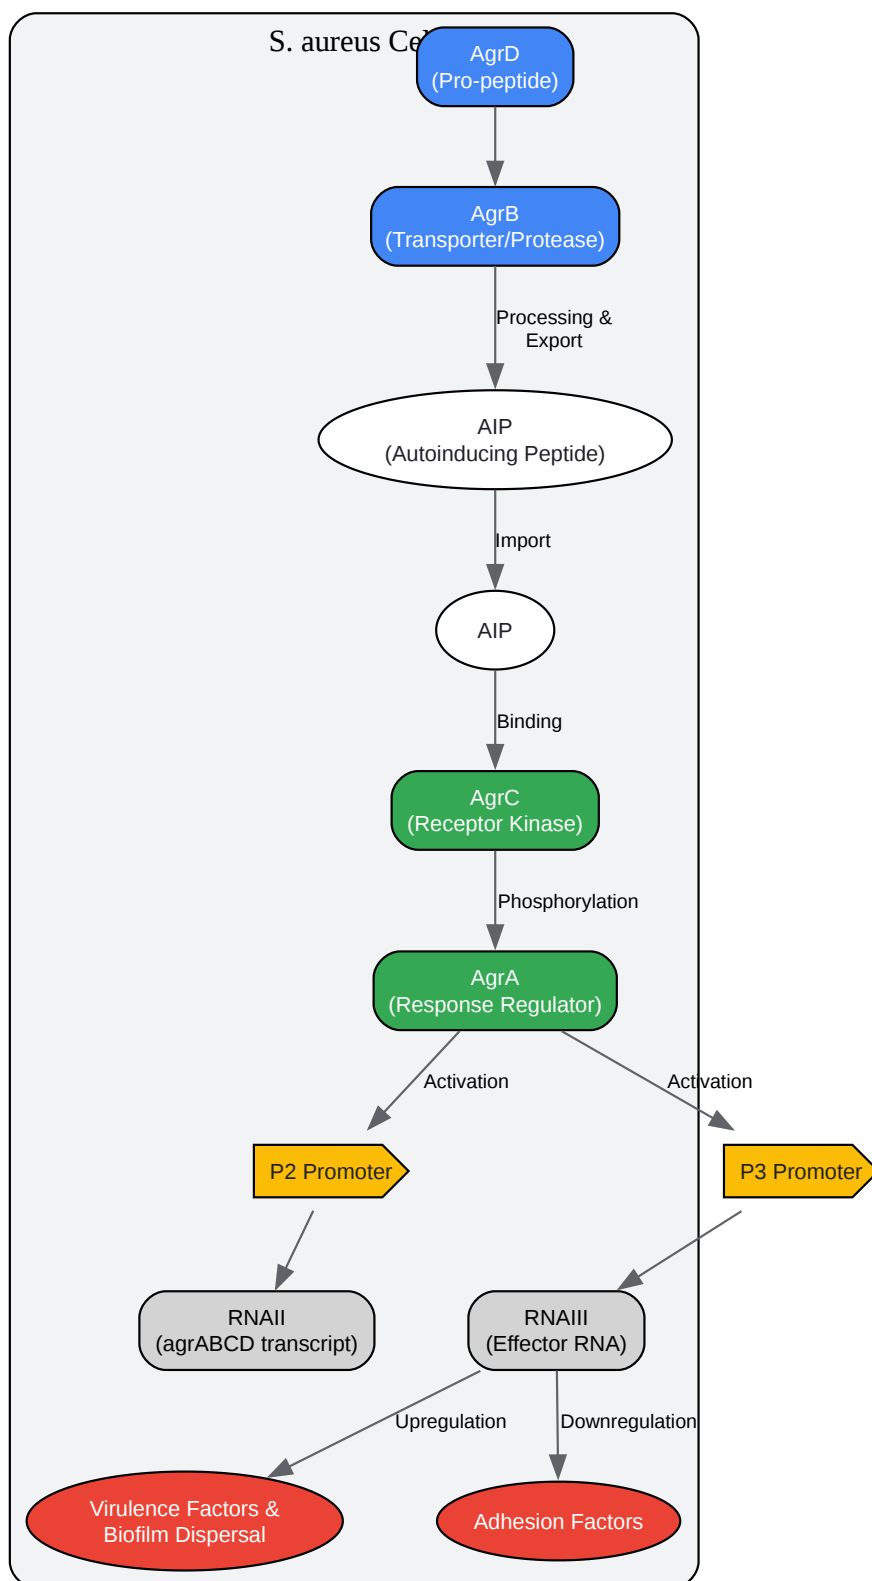 S. aureus Cel
AgrD
(Pro-peptide)
AgrB
(Transporter/Protease)
Processing &
Export
AIP
(Autoinducing Peptide)
Import
AIP
Binding
AgrC
(Receptor Kinase)
Phosphorylation
AgrA
(Response Regulator)
Activation
Activation
P2 Promoter
P3 Promoter
RNAII
(agrABCD transcript)
RNAIII
(Effector RNA)
Upregulation
Downregulation
Virulence Factors &
Biofilm Dispersal
Adhesion Factors